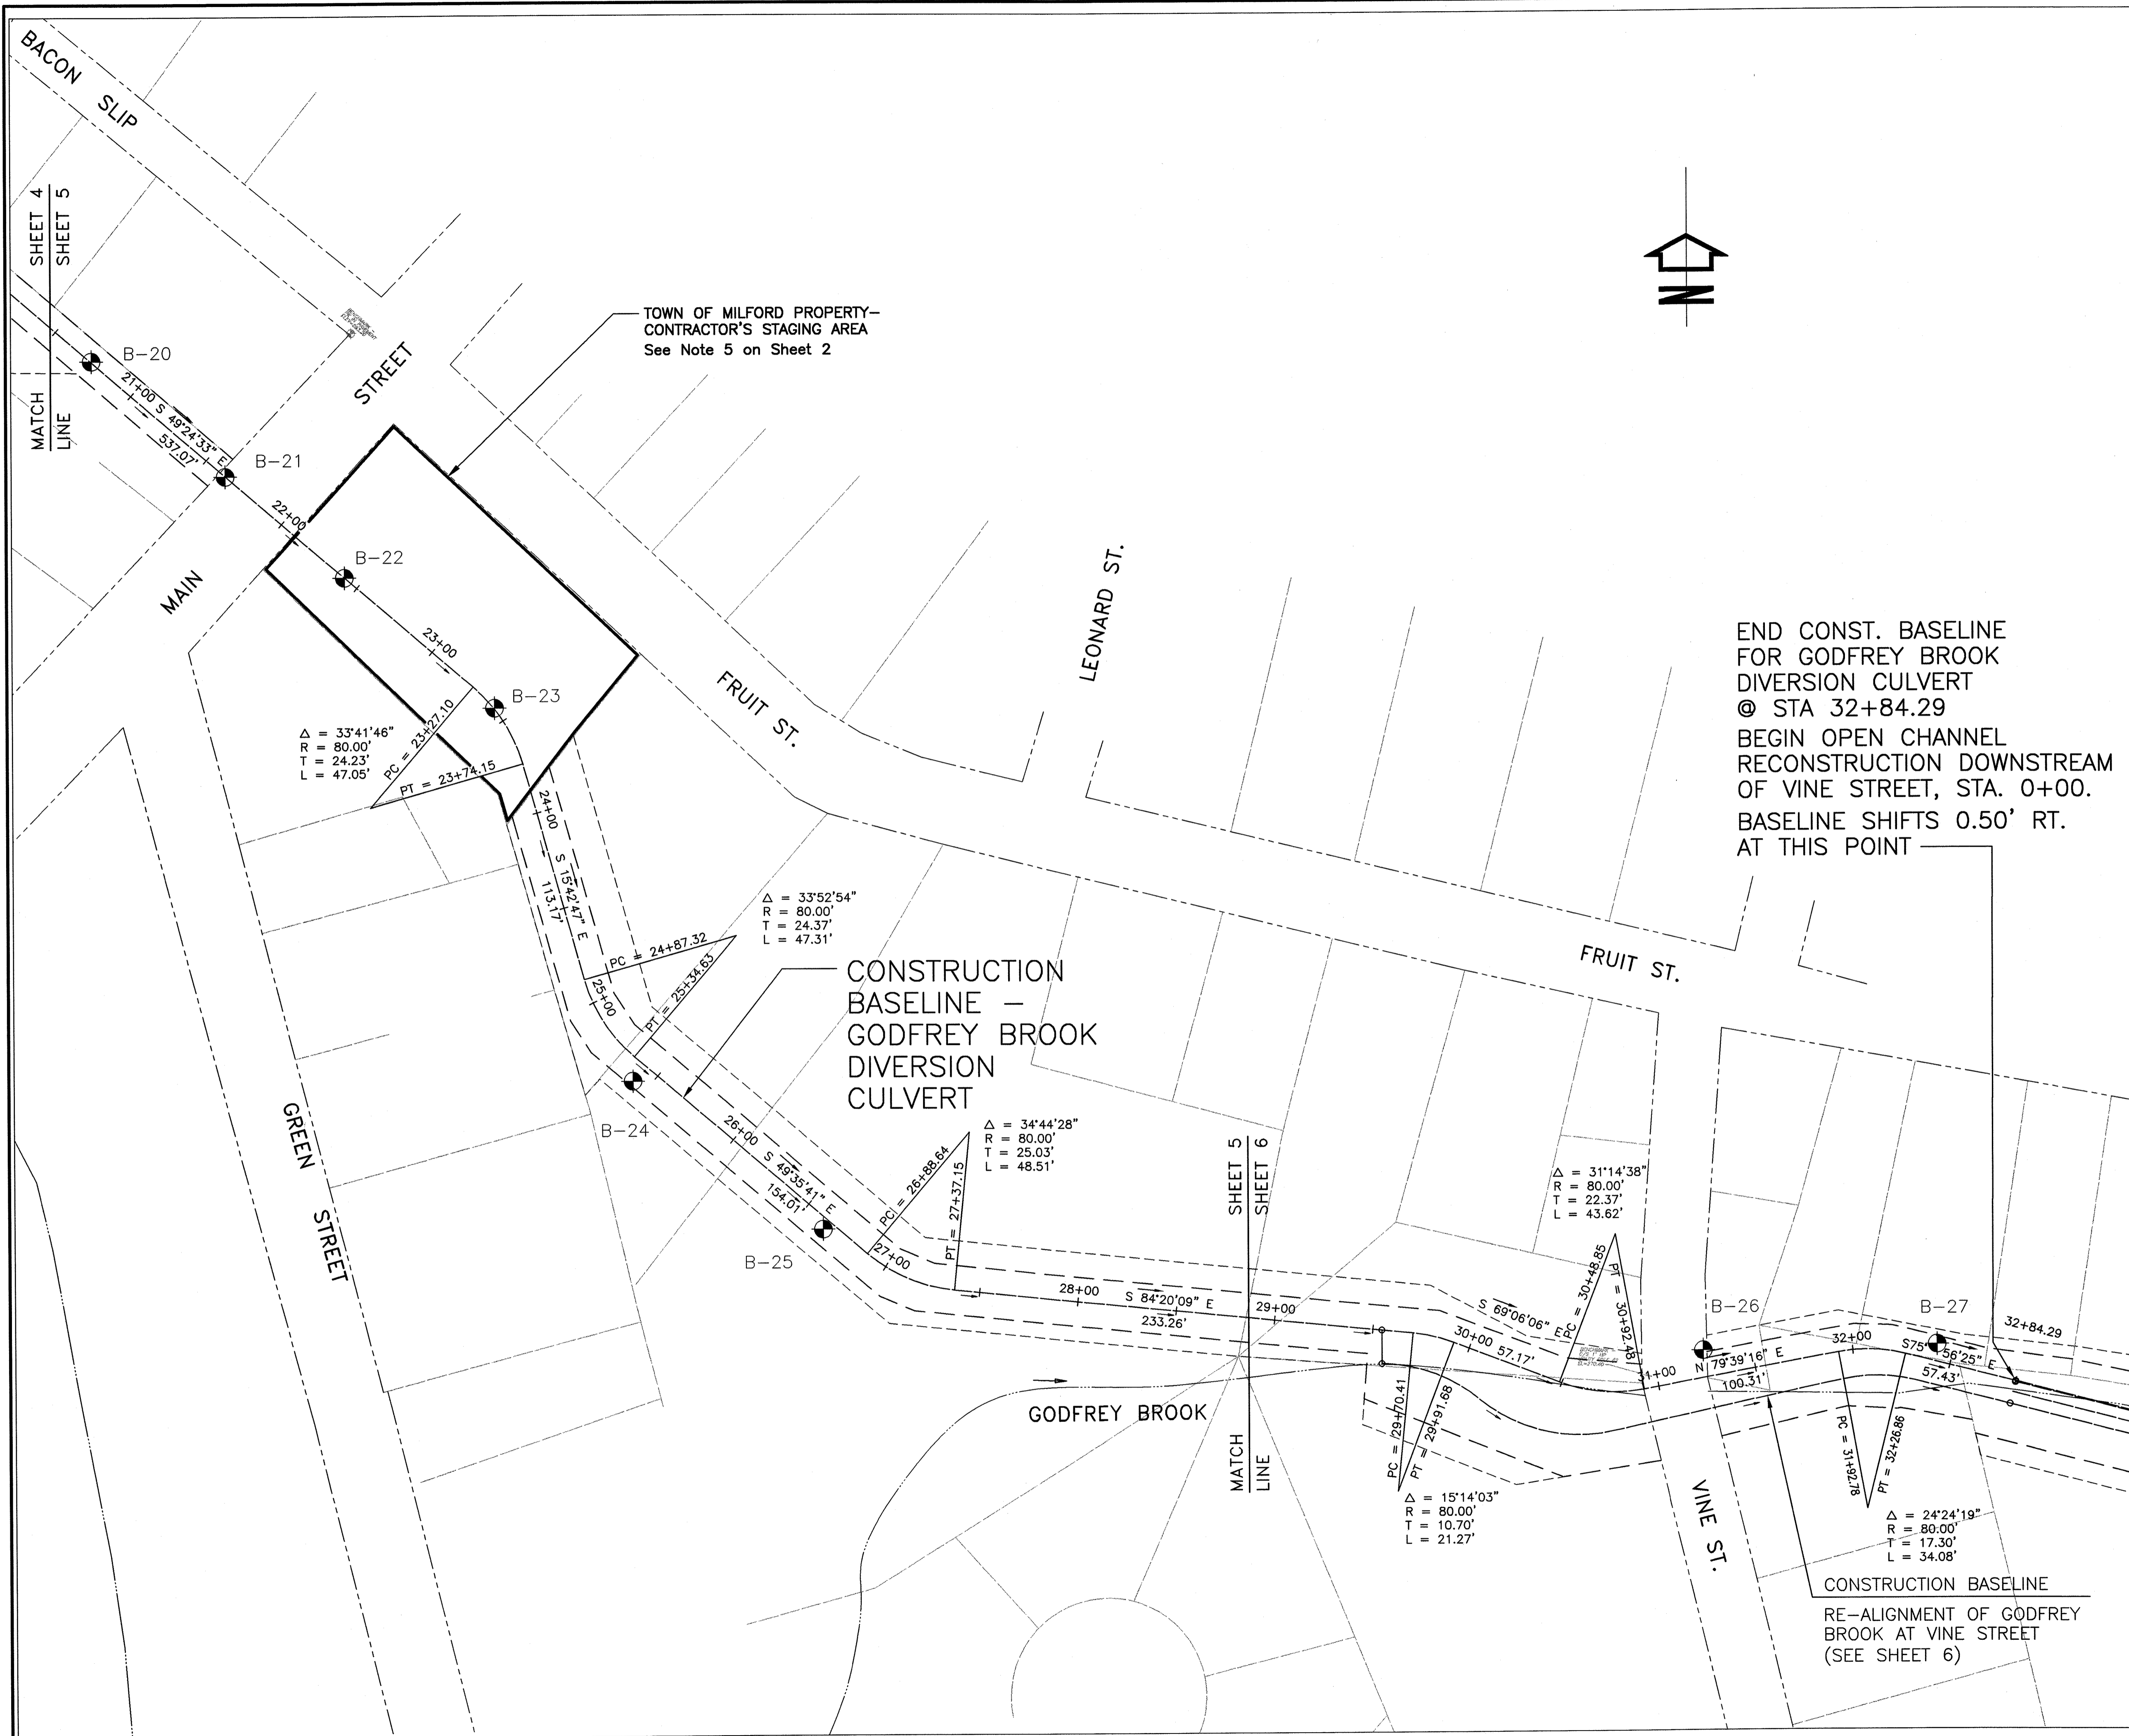 BACON SLIP
SHEET 4
SHEET 5
MATCH
LINE
B-20
21+00 S 49°24'33" E
537.07'
B-21
22+00
B-22
MAIN
STREET
TOWN OF MILFORD PROPERTY-
CONTRACTOR'S STAGING AREA
See Note 5 on Sheet 2
N
23+00
B-23
Δ = 33°41'46"
R = 80.00'
T = 24.23'
L = 47.05'
PC = 23+27.10
PT = 23+74.15
24+00
S 15°42'47" E
113.17'
FRUIT ST.
LEONARD ST.
END CONST. BASELINE
FOR GODFREY BROOK
DIVERSION CULVERT
@ STA 32+84.29
BEGIN OPEN CHANNEL
RECONSTRUCTION DOWNSTREAM
OF VINE STREET, STA. 0+00.
BASELINE SHIFTS 0.50' RT.
AT THIS POINT
Δ = 33°52'54"
R = 80.00'
T = 24.37'
L = 47.31'
PC = 24+87.32
PT = 25+34.63
25+00
CONSTRUCTION
BASELINE -
GODFREY BROOK
DIVERSION
CULVERT
FRUIT ST.
GREEN STREET
B-24
26+00
S 49°35'41" E
154.01'
B-25
Δ = 34°44'28"
R = 80.00'
T = 25.03'
L = 48.51'
PC = 26+88.64
PT = 27+37.15
27+00
28+00
S 84°20'09" E
233.26'
SHEET 5
SHEET 6
MATCH
LINE
29+00
GODFREY BROOK
Δ = 31°14'38"
R = 80.00'
T = 22.37'
L = 43.62'
PC = 30+48.85
PT = 30+92.48
S 69°06'06" E
30+00 57.17'
PC = 29+70.41
PT = 29+91.68
Δ = 15°14'03"
R = 80.00'
T = 10.70'
L = 21.27'
31+00
B-26
N 79°39'16" E
100.31'
32+00
B-27
S75°56'25" E
57.43'
32+84.29
PC = 31+92.78
PT = 32+26.86
Δ = 24°24'19"
R = 80.00'
T = 17.30'
L = 34.08'
VINE ST.
CONSTRUCTION BASELINE
RE-ALIGNMENT OF GODFREY
BROOK AT VINE STREET
(SEE SHEET 6)